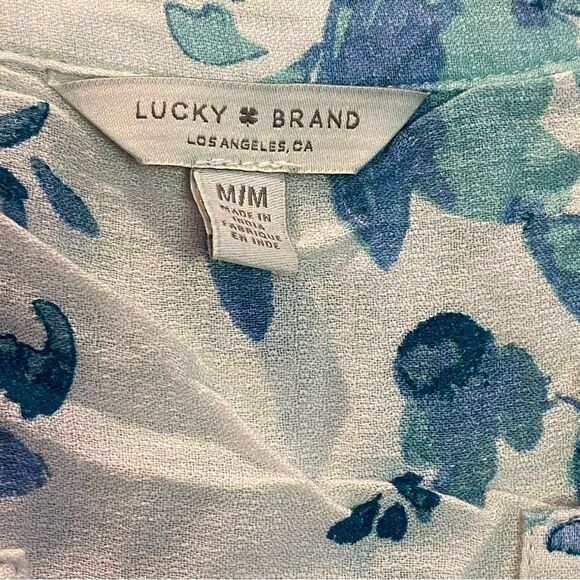 LUCKY BRAND
LOS ANGELES, CA
M/M
MADE IN
INDIA
FABRIQUE
EN INDE